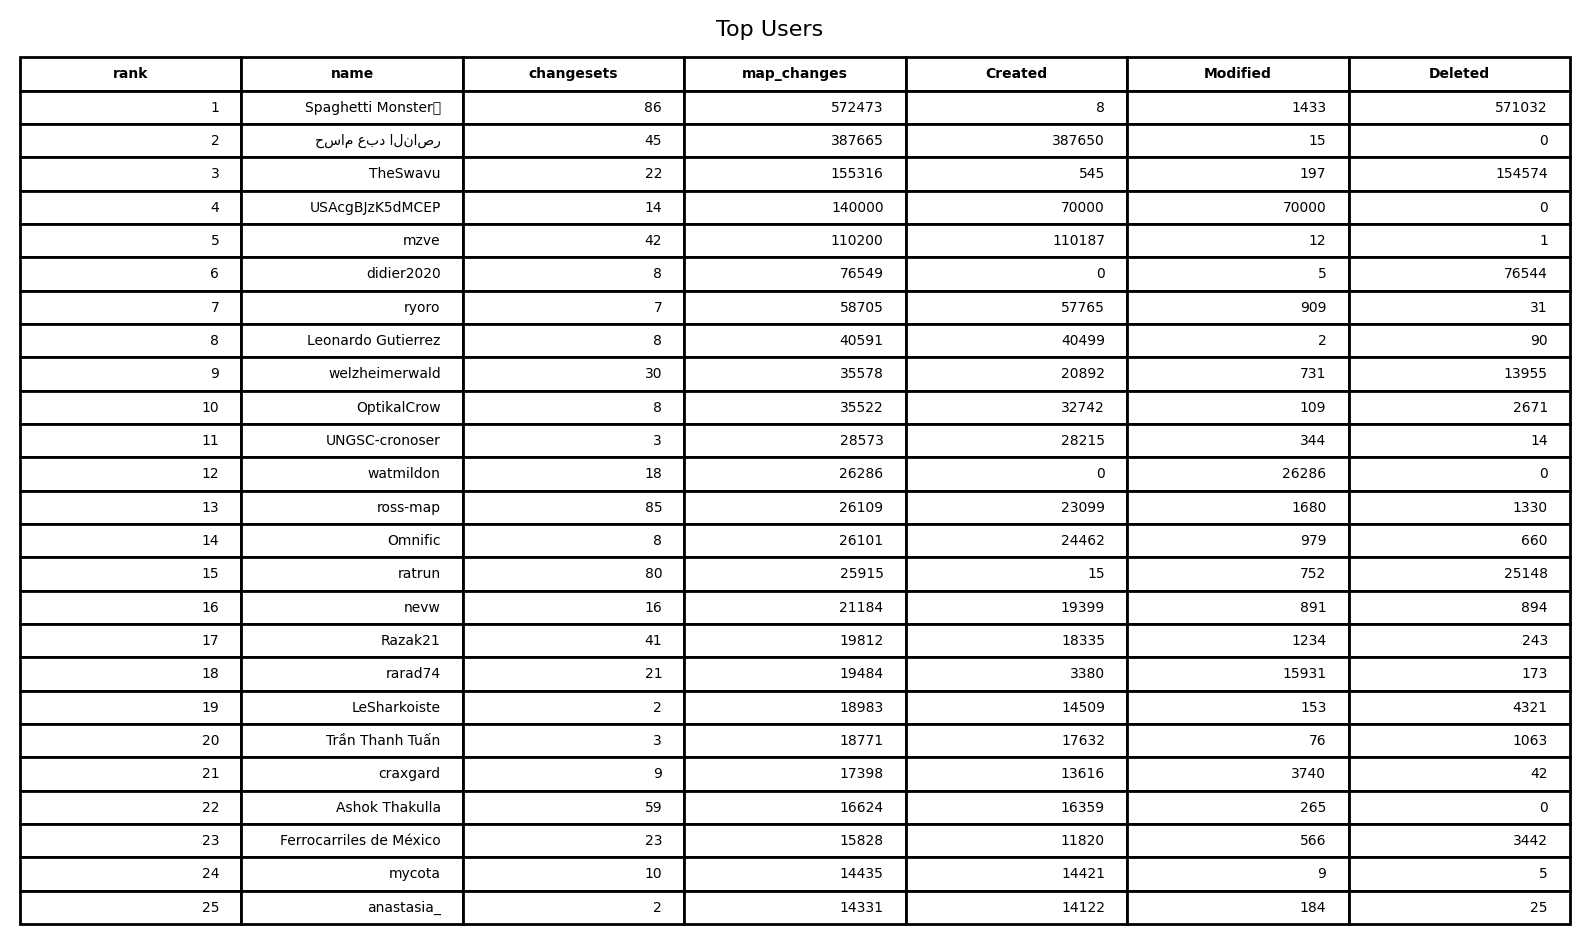 Top Users
rank name changesets map_changes Created Modified Deleted
1 Spaghetti Monster 86 572473 8 1433 571032
2 حسام عبد الناصر 45 387665 387650 15 0
3 TheSwavu 22 155316 545 197 154574
4 USAcgBJzK5dMCEP 14 140000 70000 70000 0
5 mzve 42 110200 110187 12 1
6 didier2020 8 76549 0 5 76544
7 ryoro 7 58705 57765 909 31
8 Leonardo Gutierrez 8 40591 40499 2 90
9 welzheimerwald 30 35578 20892 731 13955
10 OptikalCrow 8 35522 32742 109 2671
11 UNGSC-cronoser 3 28573 28215 344 14
12 watmildon 18 26286 0 26286 0
13 ross-map 85 26109 23099 1680 1330
14 Omnific 8 26101 24462 979 660
15 ratrun 80 25915 15 752 25148
16 nevw 16 21184 19399 891 894
17 Razak21 41 19812 18335 1234 243
18 rarad74 21 19484 3380 15931 173
19 LeSharkoiste 2 18983 14509 153 4321
20 Trần Thanh Tuấn 3 18771 17632 76 1063
21 craxgard 9 17398 13616 3740 42
22 Ashok Thakulla 59 16624 16359 265 0
23 Ferrocarriles de México 23 15828 11820 566 3442
24 mycota 10 14435 14421 9 5
25 anastasia_ 2 14331 14122 184 25